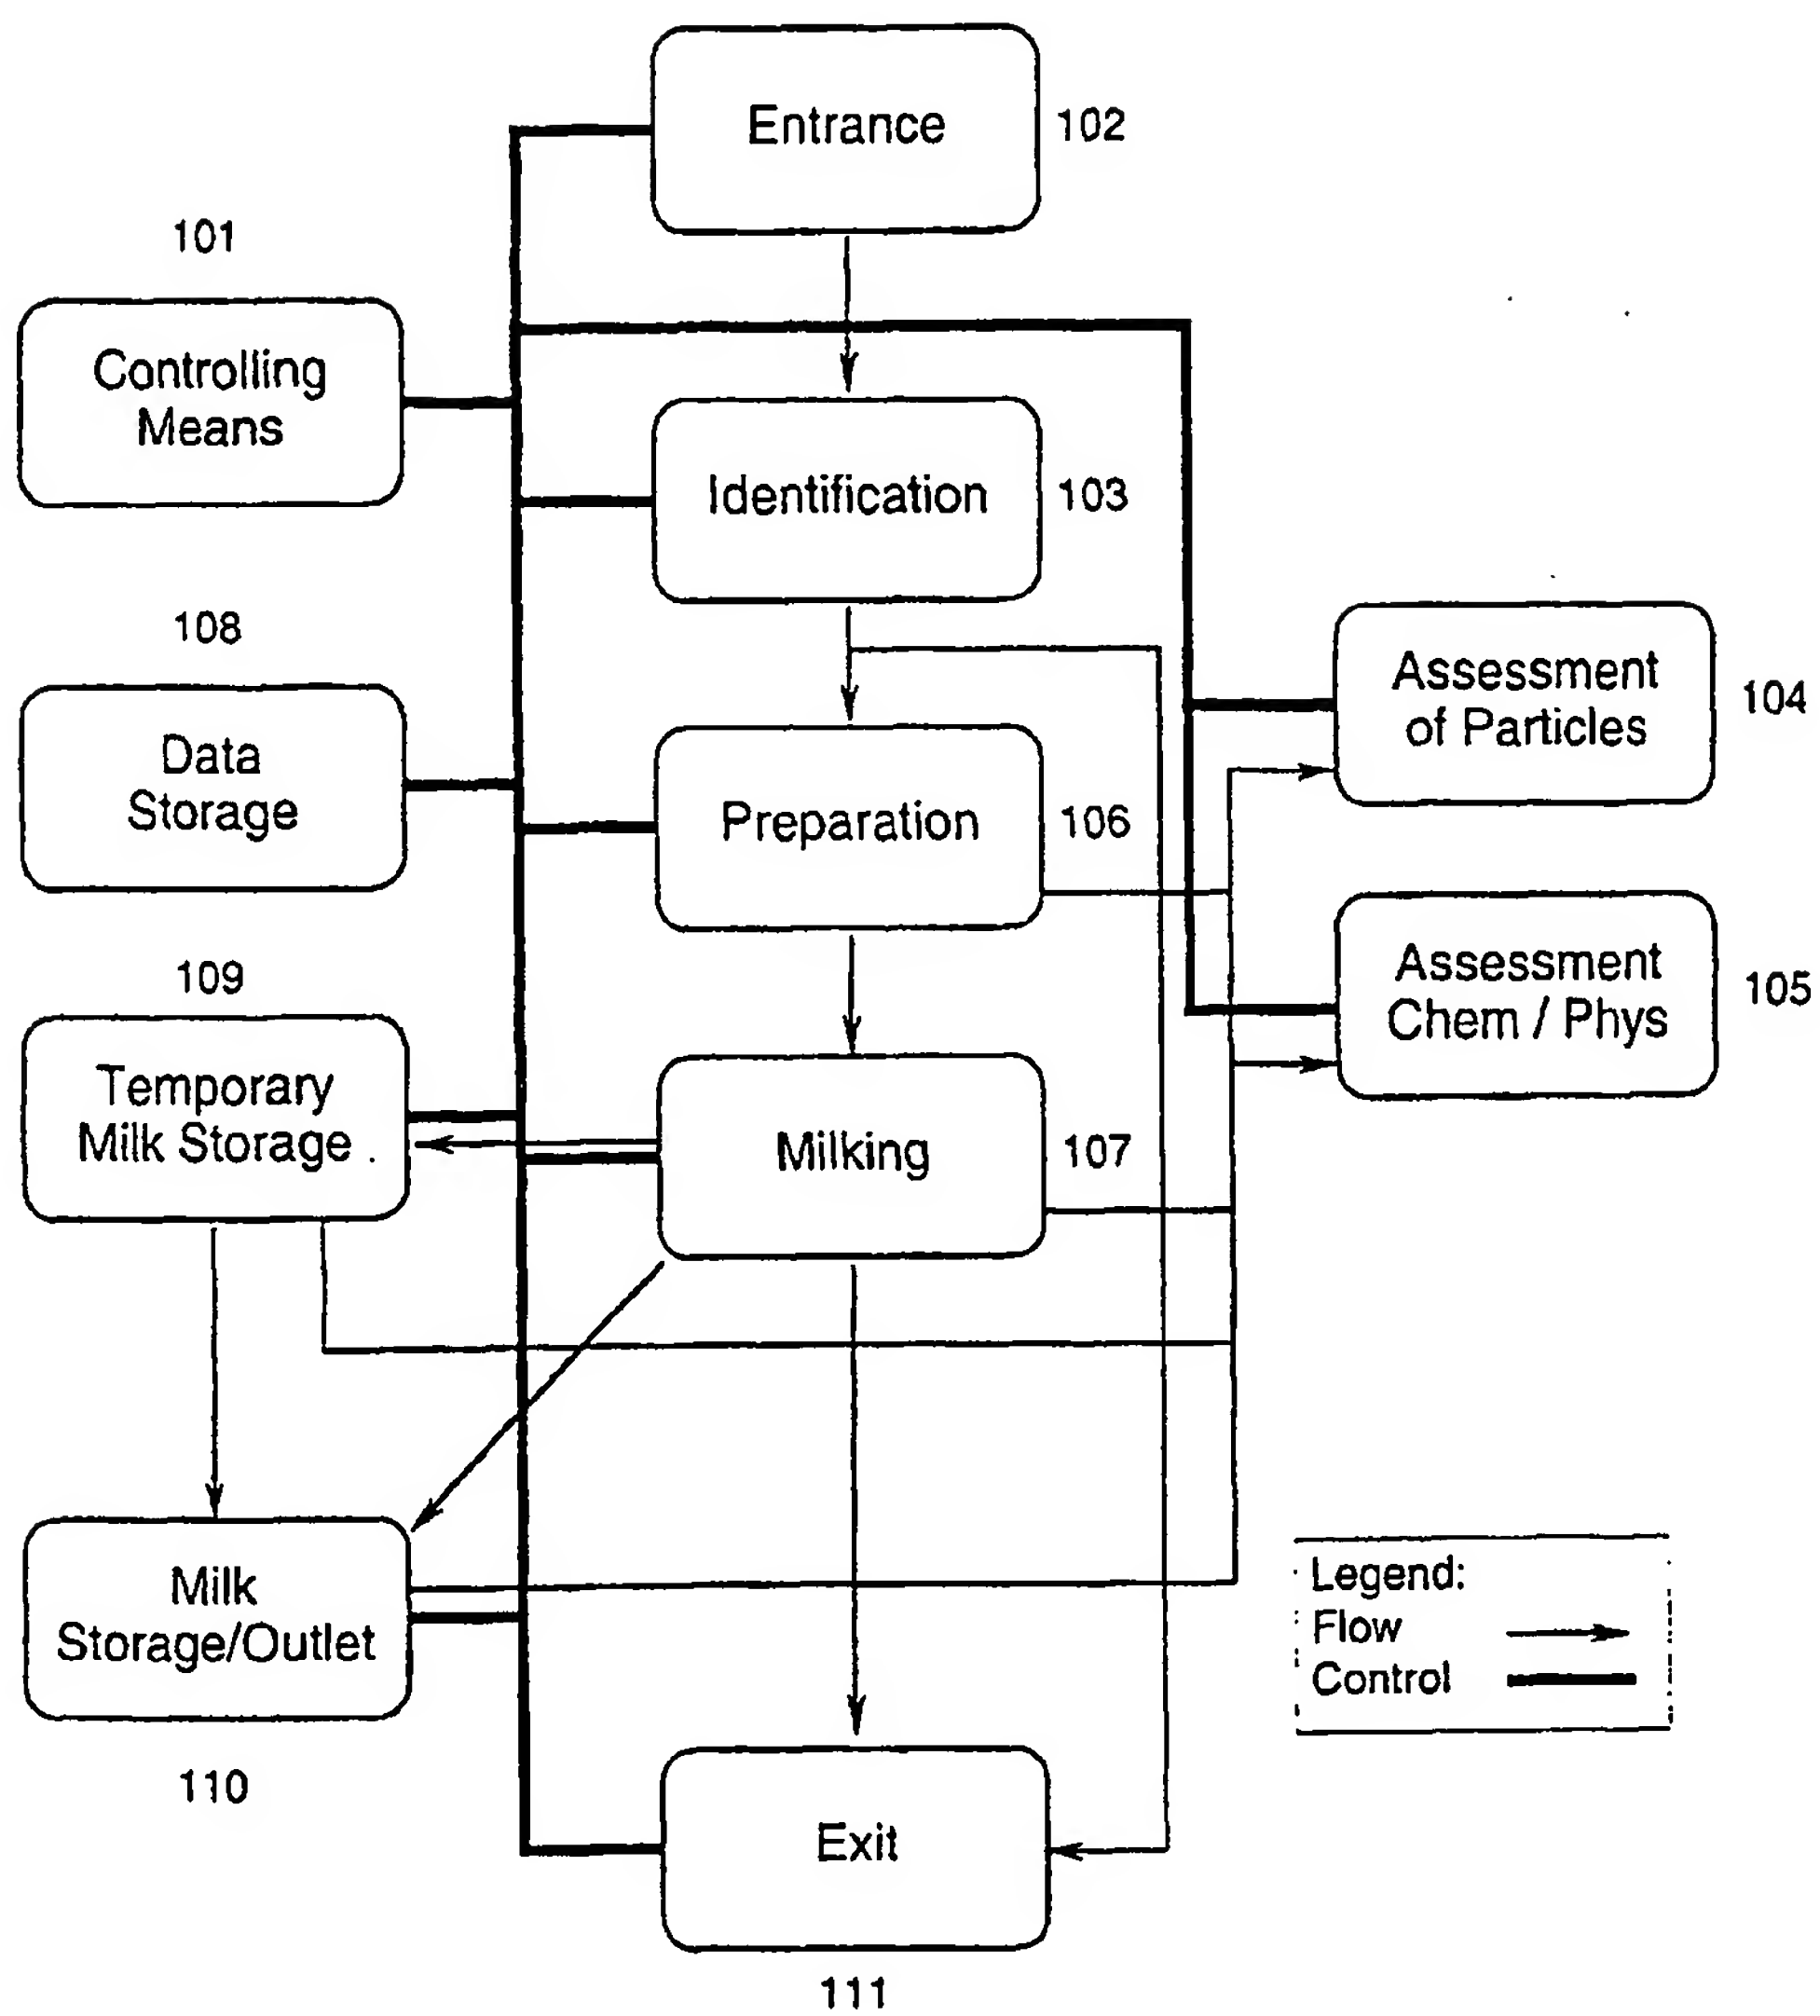 Entrance
102
101
Controlling
Means
Identification
103
108
Data
Storage
Assessment
of Particles
104
Preparation
106
109
Assessment
Chem / Phys
105
Temporary
Milk Storage
Milking
107
Milk
Storage/Outlet
110
Legend:
Flow
Control
Exit
111